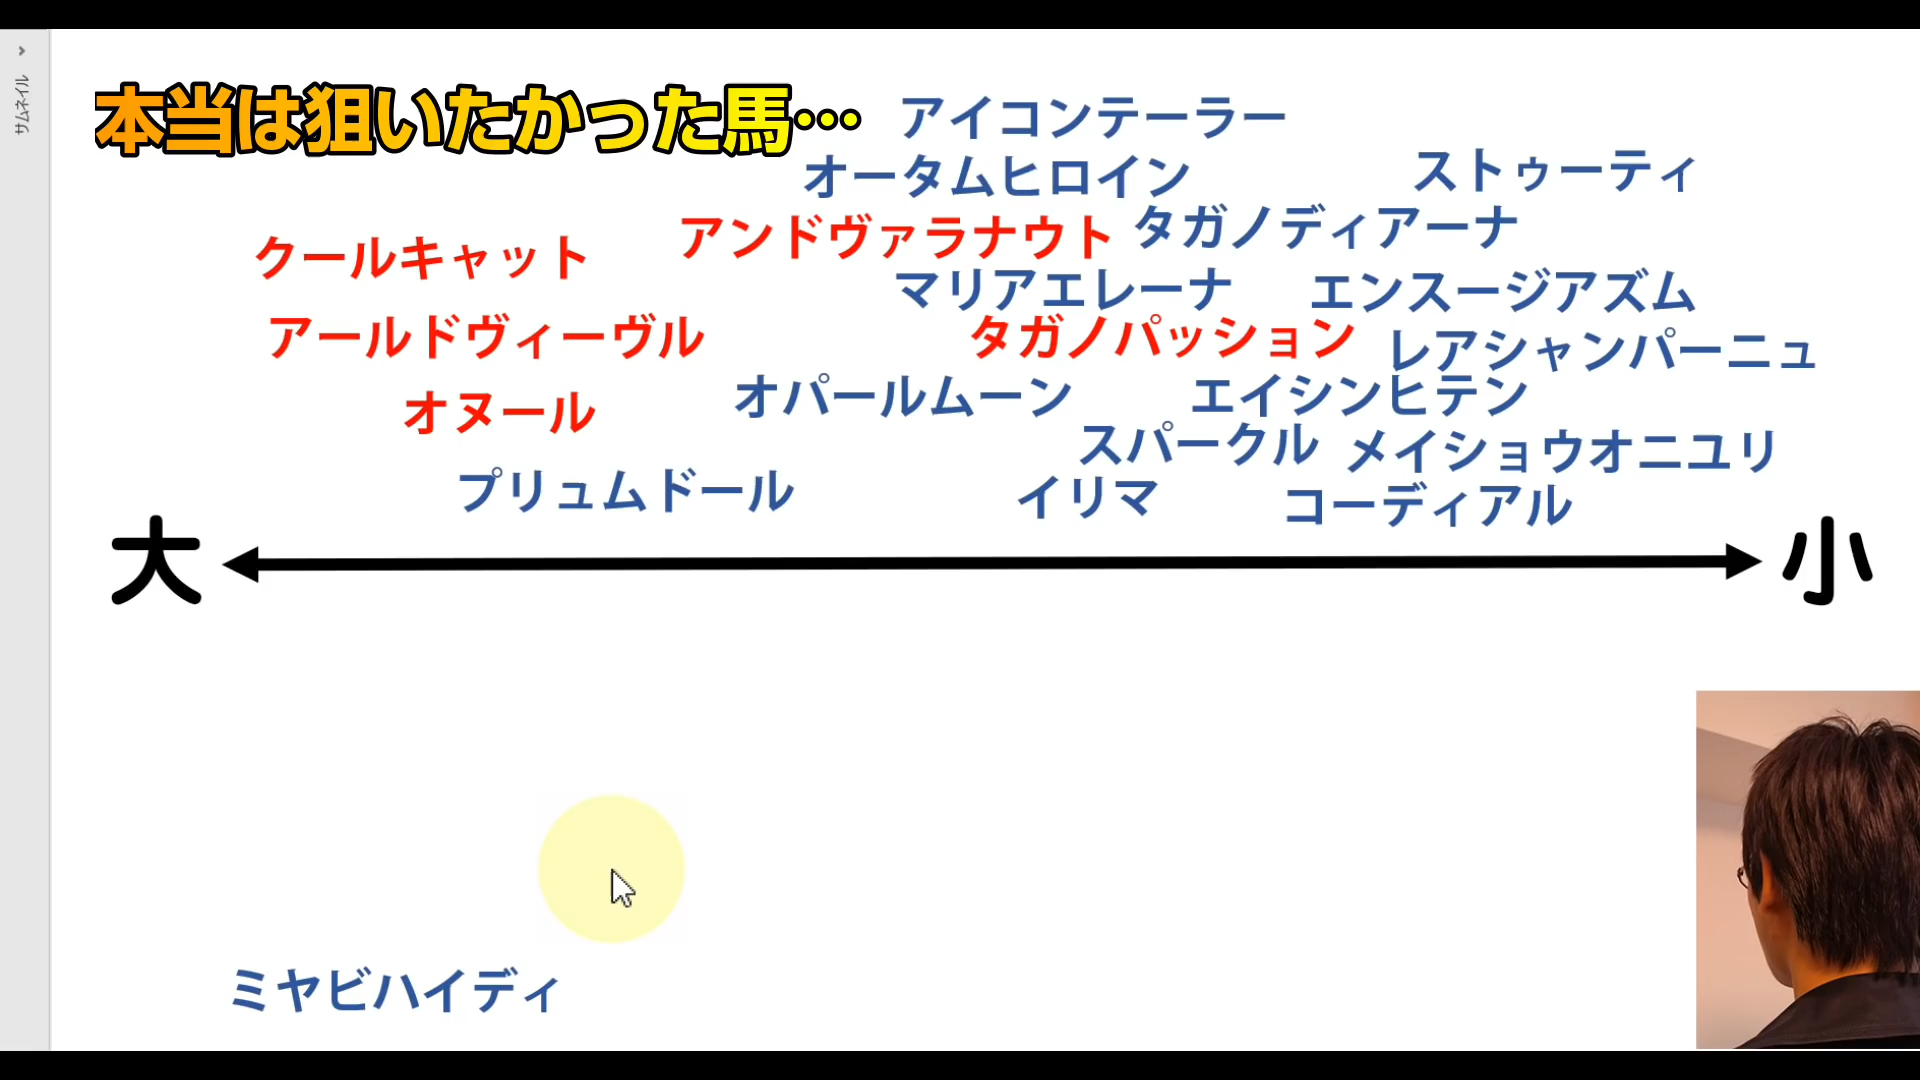 サムネイル
本当は狙いたかった馬…
アイコンテーラー
オータムヒロイン
ストゥーティ
アンドヴァラナウト
タガノディアーナ
クールキャット
マリアエレーナ
エンスージアズム
アールドヴィーヴル
タガノパッション
レアシャンパーニュ
オヌール
オパールムーン
エイシンヒテン
スパークル
メイショウオニユリ
プリュムドール
イリマ
コーディアル
大
小
ミヤビハイディ